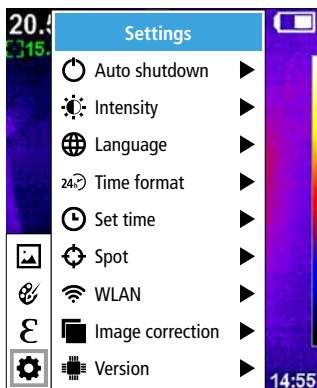 20.5
15.
Settings
Auto shutdown
Intensity
Language
24h Time format
Set time
Spot
WLAN
ε
Image correction
Version
14:55